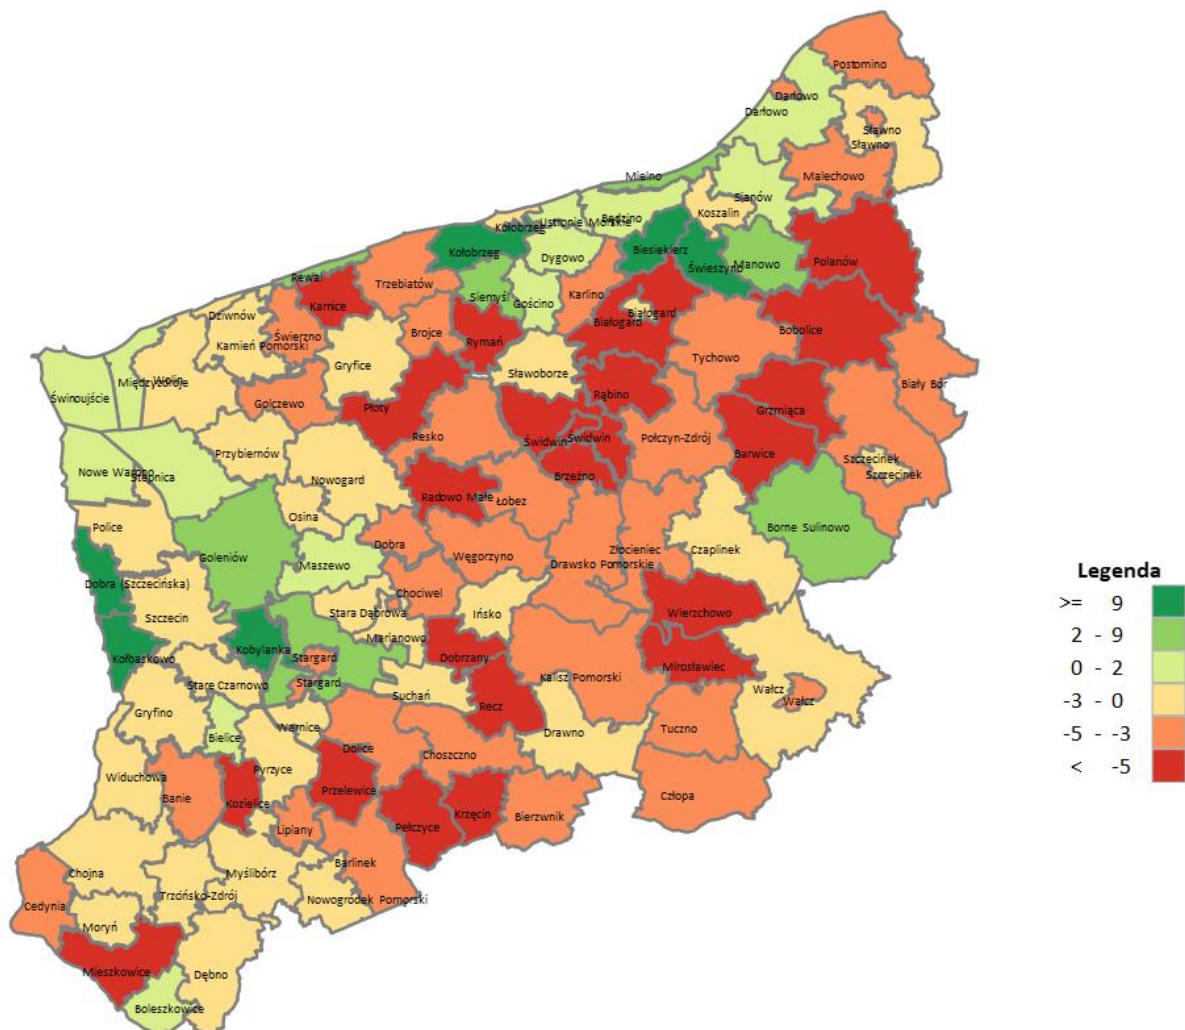 Postomino
Darłowo
Darłowo
Sławno
Sławno
Malechowo
Mielno
Sianów
Koszalin
Będzino
Ustronie Morskie
Kołobrzeg
Kołobrzeg
Biesiekierz
Świeszyno
Manowo
Polanów
Dygowo
Rewal
Trzebiatów
Siemyśl
Gościno
Karlino
Karnice
Białogard
Białogard
Bobolice
Dziwnów
Świerzno
Brojce
Rymań
Kamień Pomorski
Tychowo
Gryfice
Sławoborze
Międzyzdroje
Wolin
Biały Bór
Świnoujście
Golczewo
Płoty
Rąbino
Grzmiąca
Resko
Świdwin
Świdwin
Połczyn-Zdrój
Barwice
Przybiernów
Szczecinek
Szczecinek
Nowe Warpno
Stepnica
Nowogard
Radowo Małe
Łobez
Brzeżno
Osina
Police
Borne Sulinowo
Goleniów
Dobra
Węgorzyno
Złocieniec
Czaplinek
Maszewo
Drawsko Pomorskie
Dobra (Szczecińska)
Chociwel
Szczecin
Stara Dąbrowa
Ińsko
Wierzchowo
Marianowo
Kobylanka
Kołbaskowo
Stargard
Dobrzany
Mirosławiec
Stare Czarnowo
Stargard
Kalisz Pomorski
Suchań
Wałcz
Wałcz
Gryfino
Recz
Warnice
Tuczno
Bielice
Drawno
Dolice
Choszczno
Pyrzyce
Widuchowa
Banie
Kozielice
Przelewice
Człopa
Krzęcin
Bierzwnik
Lipiany
Pełczyce
Barlinek
Chojna
Myślibórz
Trzcińsko-Zdrój
Nowogrodek Pomorski
Cedynia
Moryń
Mieszkowice
Dębno
Boleszkowice
Legenda
>= 9
2 - 9
0 - 2
-3 - 0
-5 - -3
< -5